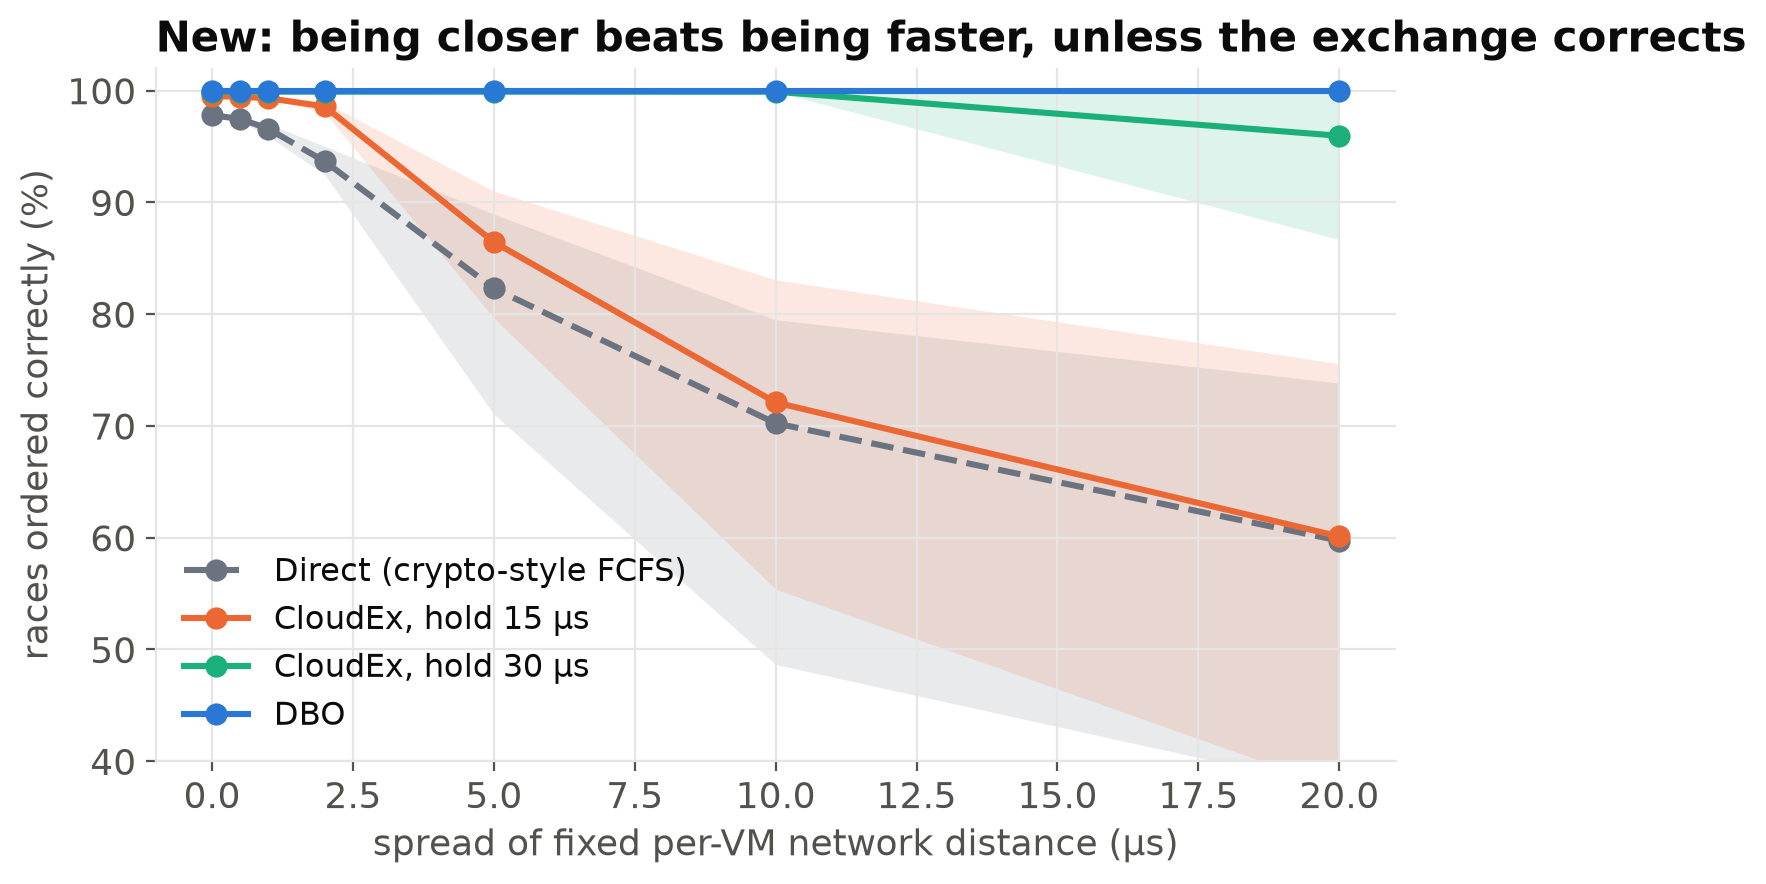 New: being closer beats being faster, unless the exchange corrects
races ordered correctly (%)
100
90
80
70
60
50
40
Direct (crypto-style FCFS)
CloudEx, hold 15 µs
CloudEx, hold 30 µs
DBO
0.0 2.5 5.0 7.5 10.0 12.5 15.0 17.5 20.0
spread of fixed per-VM network distance (µs)